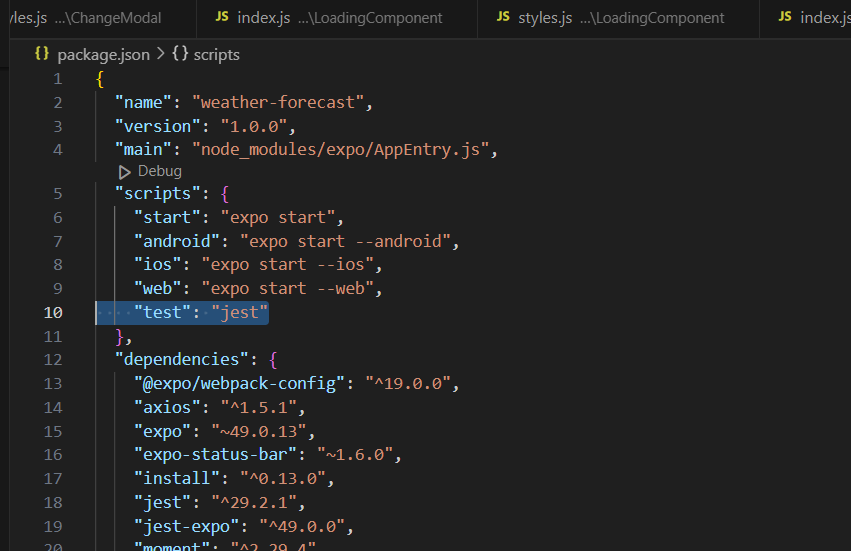 yles.js ...\ChangeModal JS index.js ...\LoadingComponent JS styles.js ...\LoadingComponent JS index.js
{} package.json > {} scripts
1 {
2 "name": "weather-forecast",
3 "version": "1.0.0",
4 "main": "node_modules/expo/AppEntry.js",
Debug
5 "scripts": {
6 "start": "expo start",
7 "android": "expo start --android",
8 "ios": "expo start --ios",
9 "web": "expo start --web",
10 "test": "jest"
11 },
12 "dependencies": {
13 "@expo/webpack-config": "^19.0.0",
14 "axios": "^1.5.1",
15 "expo": "~49.0.13",
16 "expo-status-bar": "~1.6.0",
17 "install": "^0.13.0",
18 "jest": "^29.2.1",
19 "jest-expo": "^49.0.0",
20 "moment": "^2.29.4"